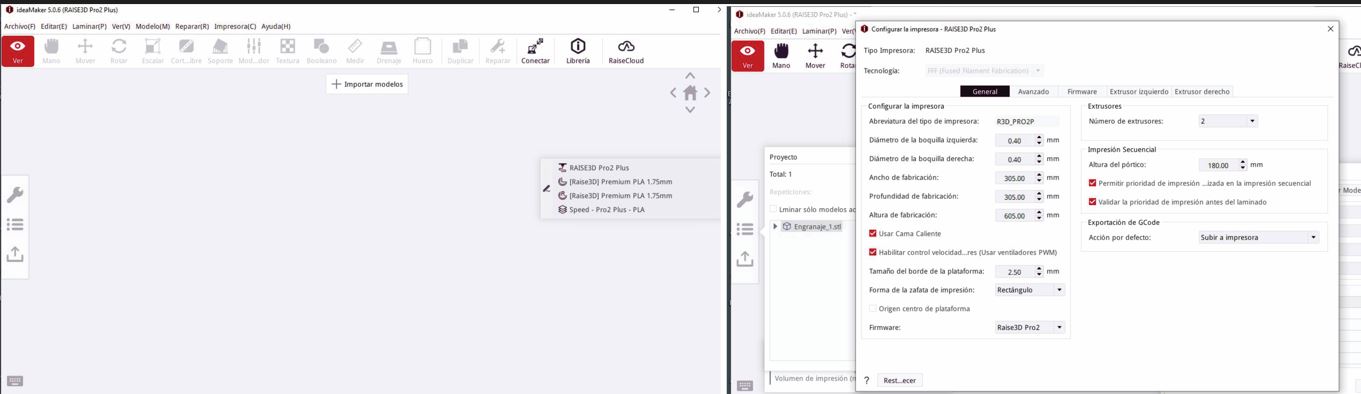 ideaMaker 5.0.6 (RAISE3D Pro2 Plus)
Archivo(F) Editar(E) Laminar(P) Ver(V) Modelo(M) Reparar(R) Impresora(C) Ayuda(H)
Ver Mano Mover Rotar Escalar Cort...ibre Soporte Mod...dor Textura Booleano Medir Drenaje Hueco Duplicar Reparar Conectar Librería RaiseCloud
Importar modelos
RAISE3D Pro2 Plus
[Raise3D] Premium PLA 1.75mm
[Raise3D] Premium PLA 1.75mm
Speed - Pro2 Plus - PLA
ideaMaker 5.0.6 (RAISE3D Pro2 Plus) - *
Archivo(F) Editar(E) Laminar(P) Ver(V
Ver Mano Mover Rota
RaiseCl
Proyecto
Total: 1
Repeticiones:
Lminar sólo modelos ac
Engranaje_1.stl
Volumen de impresión (m
r Mode
Configurar la impresora - RAISE3D Pro2 Plus
Tipo Impresora: RAISE3D Pro2 Plus
Tecnología: FFF (Fused Filament Fabrication)
General Avanzado Firmware Extrusor izquierdo Extrusor derecho
Configurar la impresora
Abreviatura del tipo de impresora: R3D_PRO2P
Diámetro de la boquilla izquierda: 0.40 mm
Diámetro de la boquilla derecha: 0.40 mm
Ancho de fabricación: 305.00 mm
Profundidad de fabricación: 305.00 mm
Altura de fabricación: 605.00 mm
Usar Cama Caliente
Habilitar control velocidad...res (Usar ventiladores PWM)
Tamaño del borde de la plataforma: 2.50 mm
Forma de la zafata de impresión: Rectángulo
Origen centro de plataforma
Firmware: Raise3D Pro2
Extrusores
Número de extrusores: 2
Impresión Secuencial
Altura del pórtico: 180.00 mm
Permitir prioridad de impresión ...izada en la impresión secuencial
Validar la prioridad de impresión antes del laminado
Exportación de GCode
Acción por defecto: Subir a impresora
? Rest...ecer